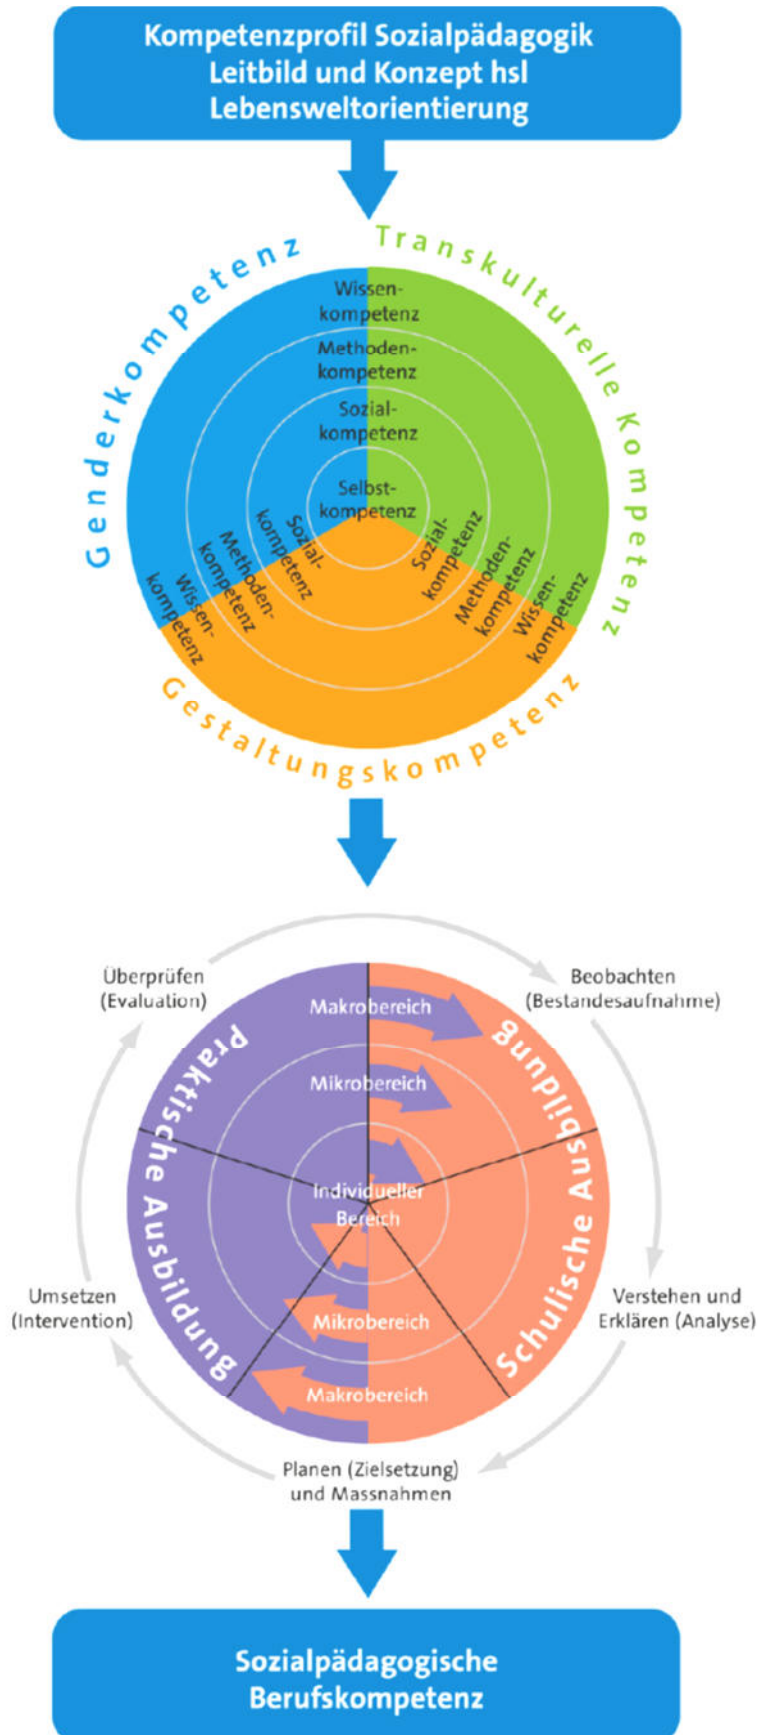 Kompetenzprofil Sozialpädagogik
Leitbild und Konzept hsl
Lebensweltorientierung
Genderkompetenz
Transkulturelle Kompetenz
Wissen-
kompetenz
Methoden-
kompetenz
Sozial-
kompetenz
Selbst-
kompetenz
Sozial-
kompetenz
Methoden-
kompetenz
Wissen-
kompetenz
Sozial-
kompetenz
Methoden-
kompetenz
Wissen-
kompetenz
Gestaltungskompetenz
Überprüfen
(Evaluation)
Beobachten
(Bestandesaufnahme)
Praktische Ausbildung
Schulische Ausbildung
Makrobereich
Mikrobereich
Individueller
Bereich
Mikrobereich
Makrobereich
Umsetzen
(Intervention)
Verstehen und
Erklären (Analyse)
Planen (Zielsetzung)
und Massnahmen
Sozialpädagogische
Berufskompetenz